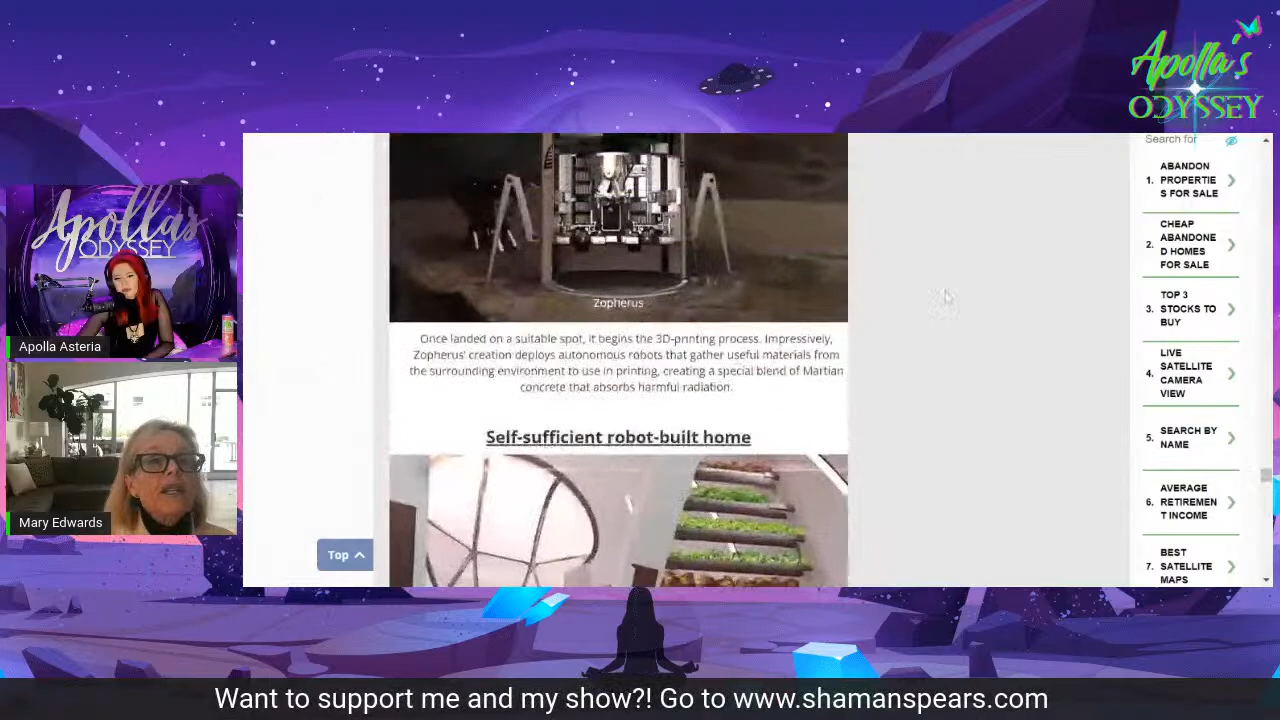 Apolla's
ODYSSEY
Apollas
ODYSSEY
Apolla Asteria
Mary Edwards
Zopherus
Once landed on a suitable spot, it begins the 3D-printing process. Impressively,
Zopherus' creation deploys autonomous robots that gather useful materials from
the surrounding environment to use in printing, creating a special blend of Martian
concrete that absorbs harmful radiation.
Self-sufficient robot-built home
Top
Search for
1. ABANDON
PROPERTIE
S FOR SALE
2. CHEAP
ABANDONE
D HOMES
FOR SALE
3. TOP 3
STOCKS TO
BUY
4. LIVE
SATELLITE
CAMERA
VIEW
5. SEARCH BY
NAME
6. AVERAGE
RETIREMEN
T INCOME
7. BEST
SATELLITE
MAPS
Want to support me and my show?! Go to www.shamanspears.com